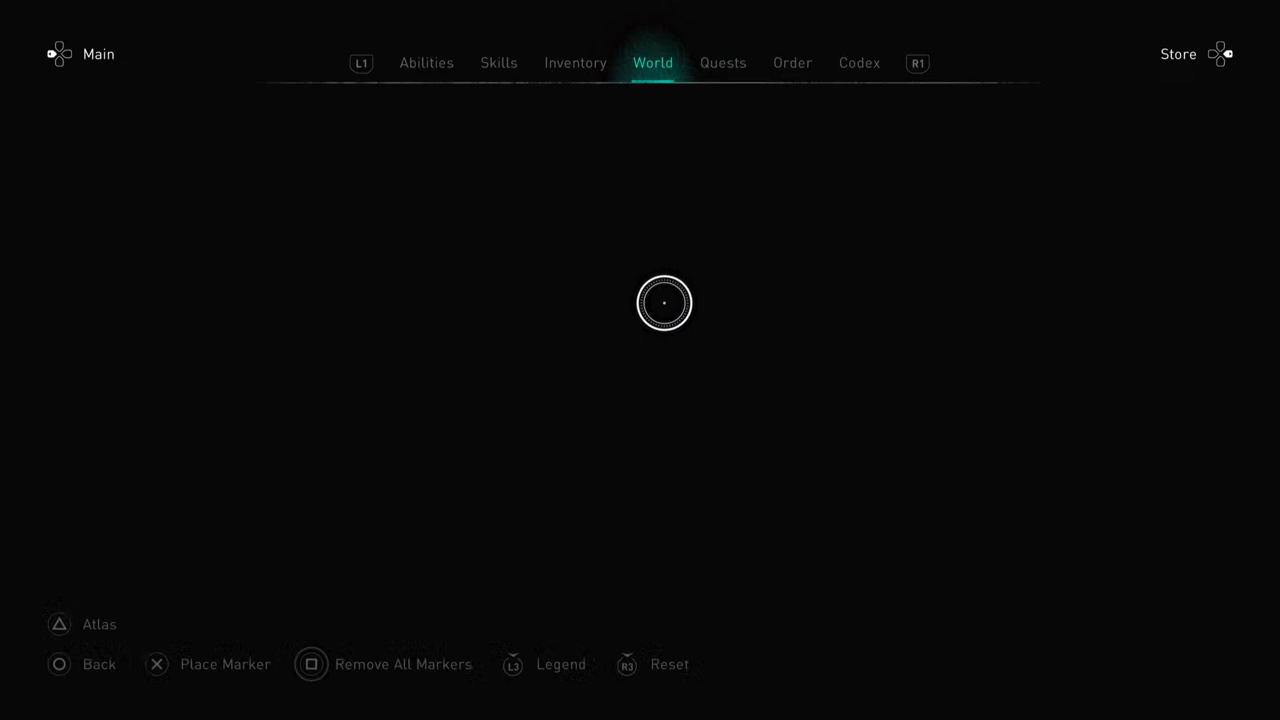 Main
L1 Abilities Skills Inventory World Quests Order Codex R1
Store
Atlas
Back Place Marker Remove All Markers L3 Legend R3 Reset